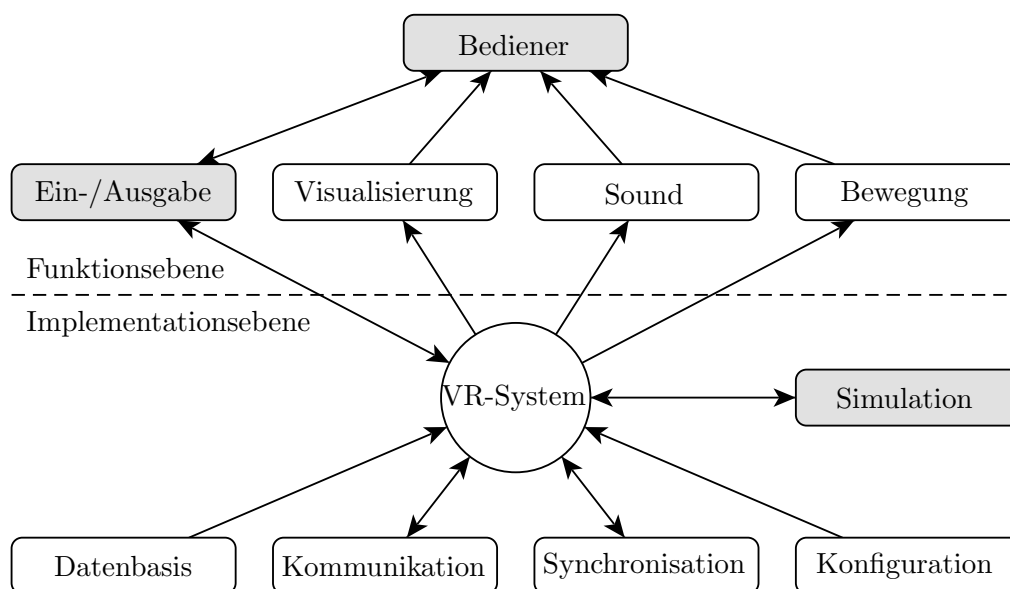 Bediener
Ein-/Ausgabe
Visualisierung
Sound
Bewegung
Funktionsebene
Implementationsebene
VR-System
Simulation
Datenbasis
Kommunikation
Synchronisation
Konfiguration